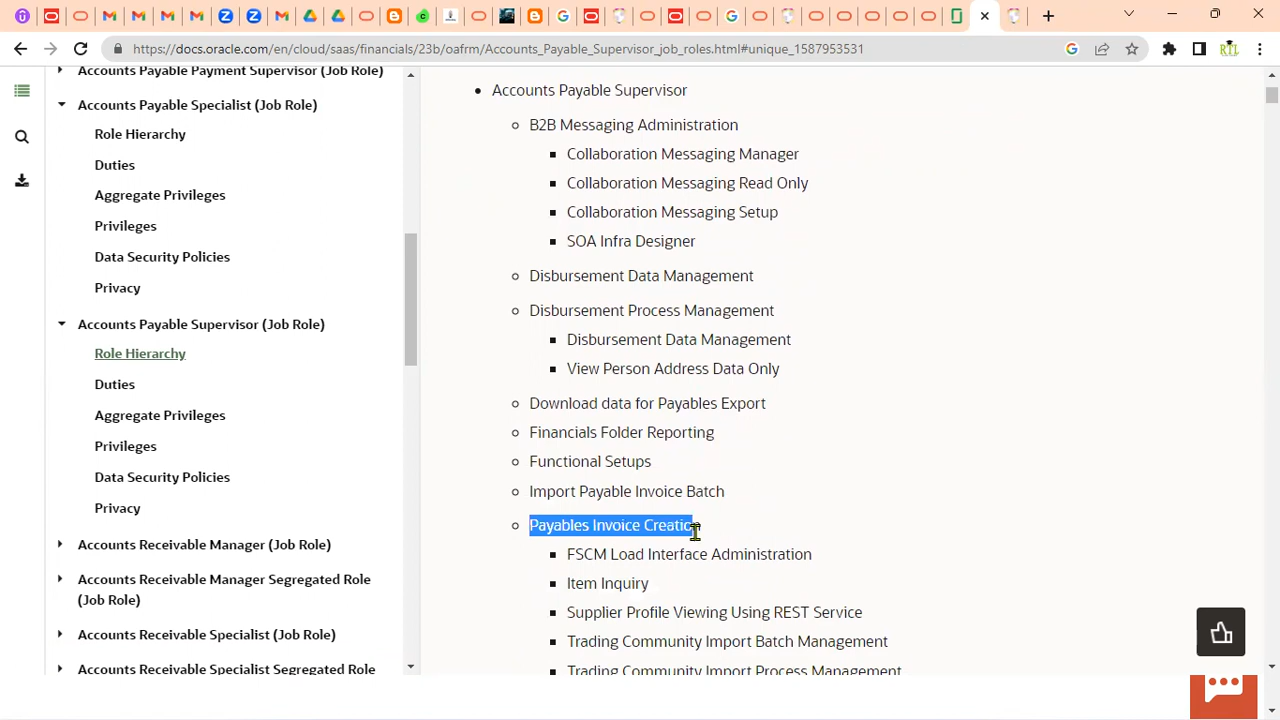 https://docs.oracle.com/en/cloud/saas/financials/23b/oafrm/Accounts_Payable_Supervisor_job_roles.html#unique_1587953531
RTL
Accounts Payable Payment Supervisor (Job Role)
Accounts Payable Specialist (Job Role)
Role Hierarchy
Duties
Aggregate Privileges
Privileges
Data Security Policies
Privacy
Accounts Payable Supervisor (Job Role)
Role Hierarchy
Duties
Aggregate Privileges
Privileges
Data Security Policies
Privacy
Accounts Receivable Manager (Job Role)
Accounts Receivable Manager Segregated Role
(Job Role)
Accounts Receivable Specialist (Job Role)
Accounts Receivable Specialist Segregated Role
Accounts Payable Supervisor
B2B Messaging Administration
Collaboration Messaging Manager
Collaboration Messaging Read Only
Collaboration Messaging Setup
SOA Infra Designer
Disbursement Data Management
Disbursement Process Management
Disbursement Data Management
View Person Address Data Only
Download data for Payables Export
Financials Folder Reporting
Functional Setups
Import Payable Invoice Batch
Payables Invoice Creation
FSCM Load Interface Administration
Item Inquiry
Supplier Profile Viewing Using REST Service
Trading Community Import Batch Management
Trading Community Import Process Management